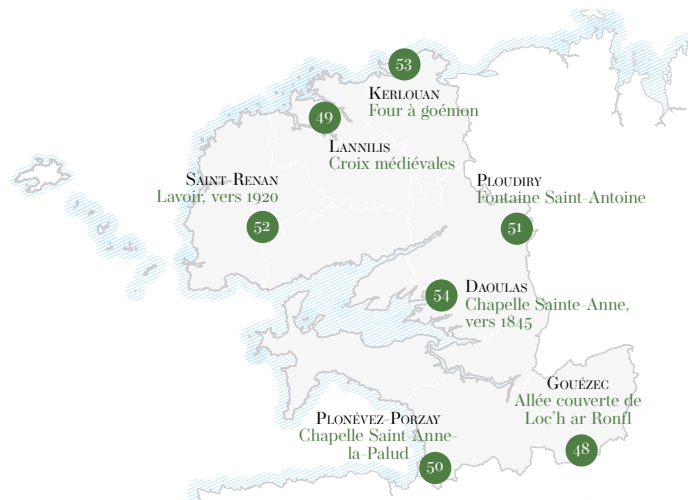 53
KERLOUAN
Four à goémon
49
LANNILIS
Croix médiévales
SAINT-RENAN
Lavoir, vers 1920
52
PLOUDIRY
Fontaine Saint-Antoine
51
54
DAOULAS
Chapelle Sainte-Anne,
vers 1845
GOUÉZEC
Allée couverte de
Loc'h ar Ronfl
48
PLONÉVEZ-PORZAY
Chapelle Saint-Anne-
la-Palud
50